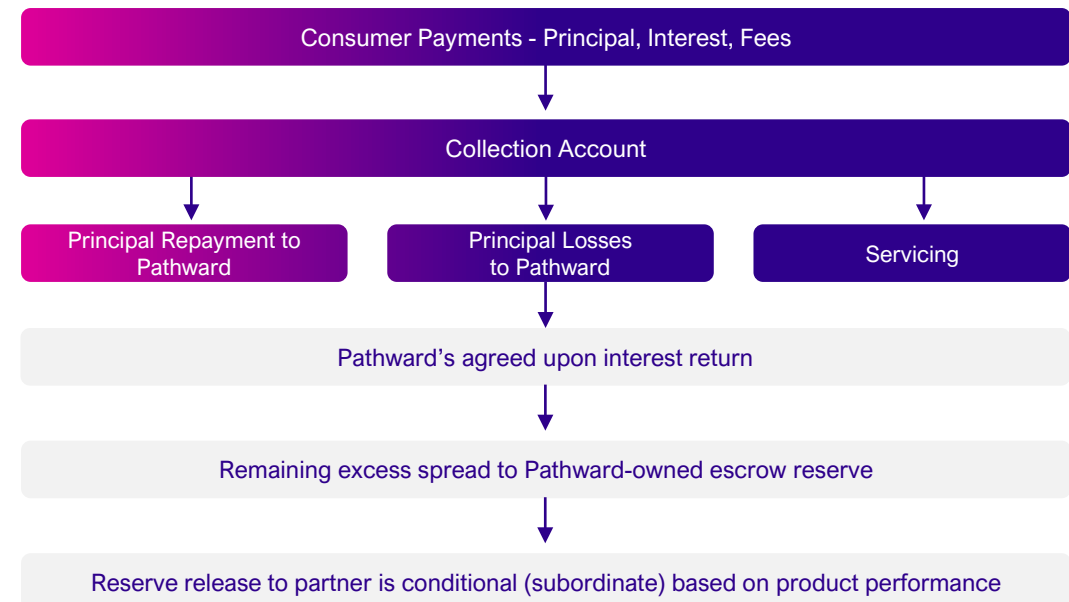 Consumer Payments - Principal, Interest, Fees
Collection Account
Principal Repayment to
Pathward
Principal Losses
to Pathward
Servicing
Pathward’s agreed upon interest return
Remaining excess spread to Pathward-owned escrow reserve
Reserve release to partner is conditional (subordinate) based on product performance